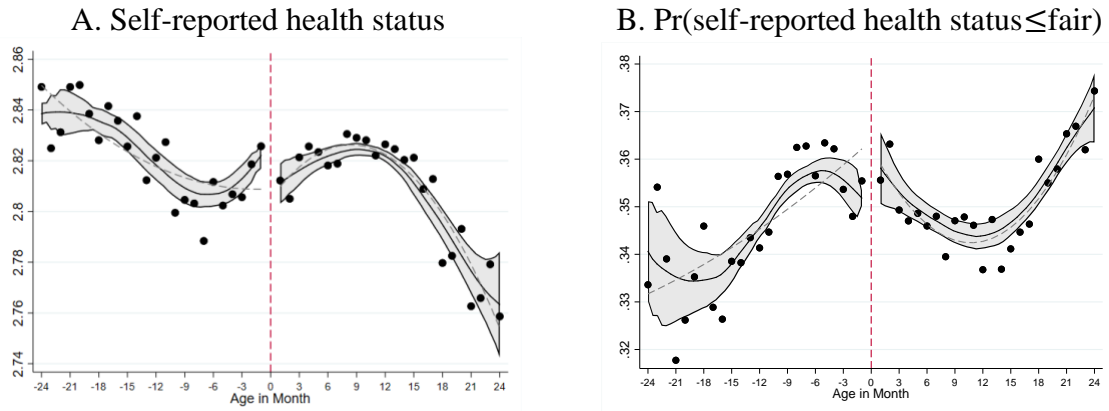 A. Self-reported health status
2.86
2.84
2.82
2.8
2.78
2.76
2.74
-24 -21 -18 -15 -12 -9 -6 -3 0 3 6 9 12 15 18 21 24
Age in Month
B. Pr(self-reported health status≤fair)
.38
.37
.36
.35
.34
.33
.32
-24 -21 -18 -15 -12 -9 -6 -3 0 3 6 9 12 15 18 21 24
Age in Month